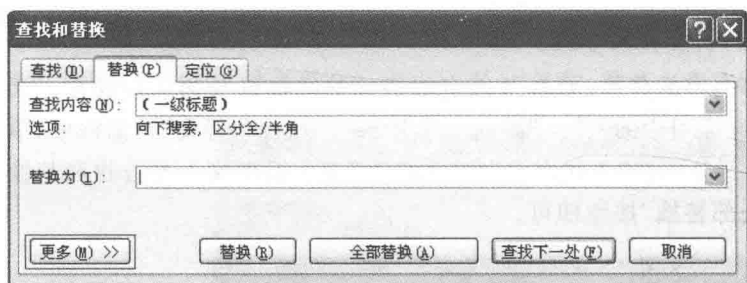 查找和替换
查找(D) 替换(P) 定位(G)
查找内容(N): (一级标题)
选项: 向下搜索, 区分全/半角
替换为(I):
更多(M) >> 替换(R) 全部替换(A) 查找下一处(F) 取消